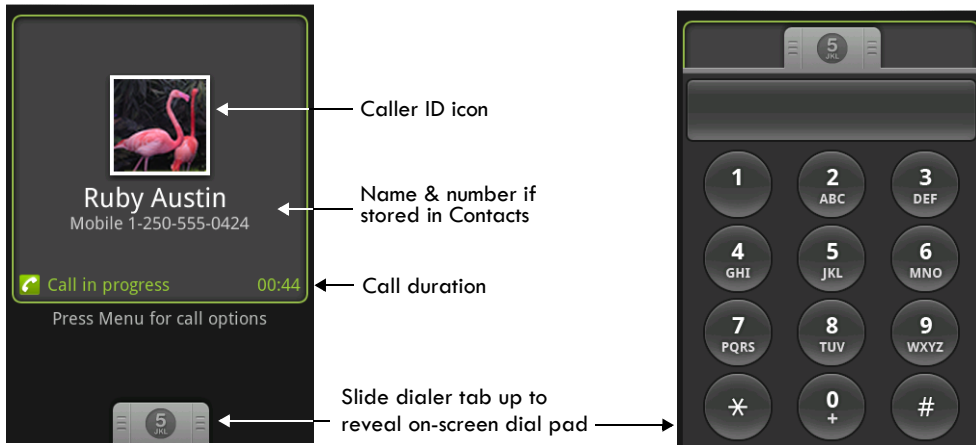 Ruby Austin
Mobile 1-250-555-0424
Call in progress 00:44
Press Menu for call options
5
JKL
Caller ID icon
Name & number if
stored in Contacts
Call duration
Slide dialer tab up to
reveal on-screen dial pad
5
JKL
1 2 3
ABC DEF
4 5 6
GHI JKL MNO
7 8 9
PQRS TUV WXYZ
* 0 #
+